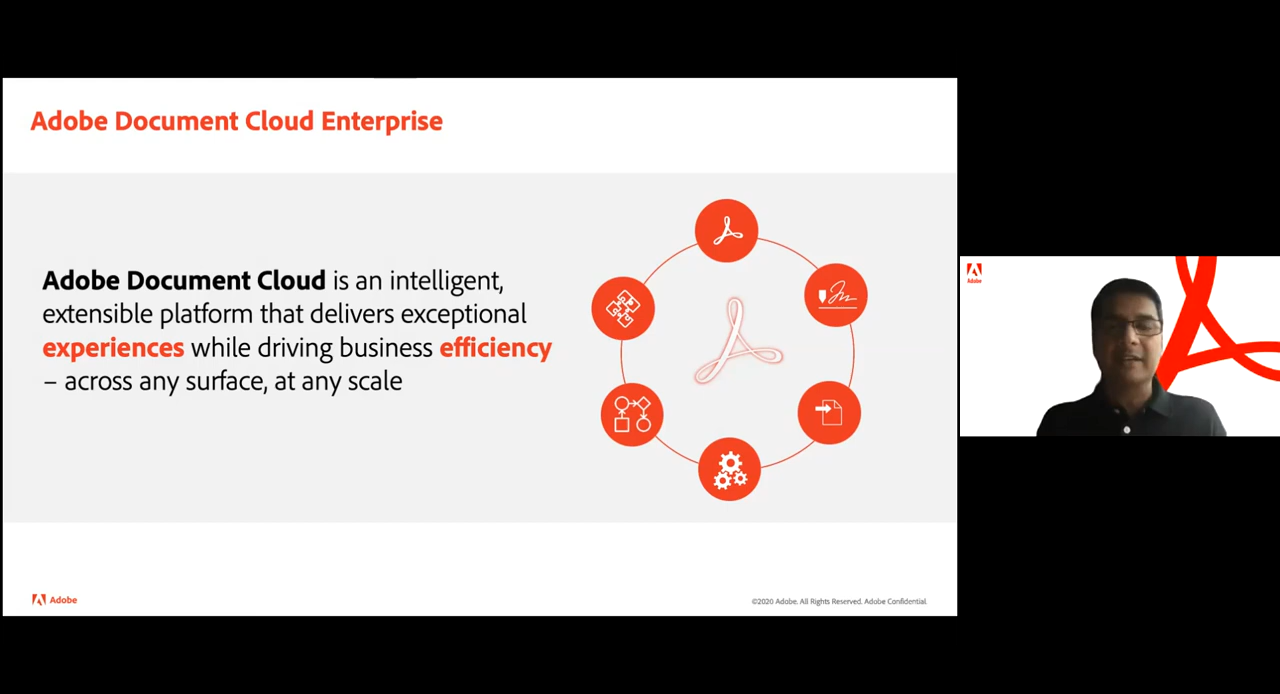 Adobe Document Cloud Enterprise
Adobe Document Cloud is an intelligent,
extensible platform that delivers exceptional
experiences while driving business efficiency
– across any surface, at any scale
Adobe
©2020 Adobe. All Rights Reserved. Adobe Confidential.
Adobe